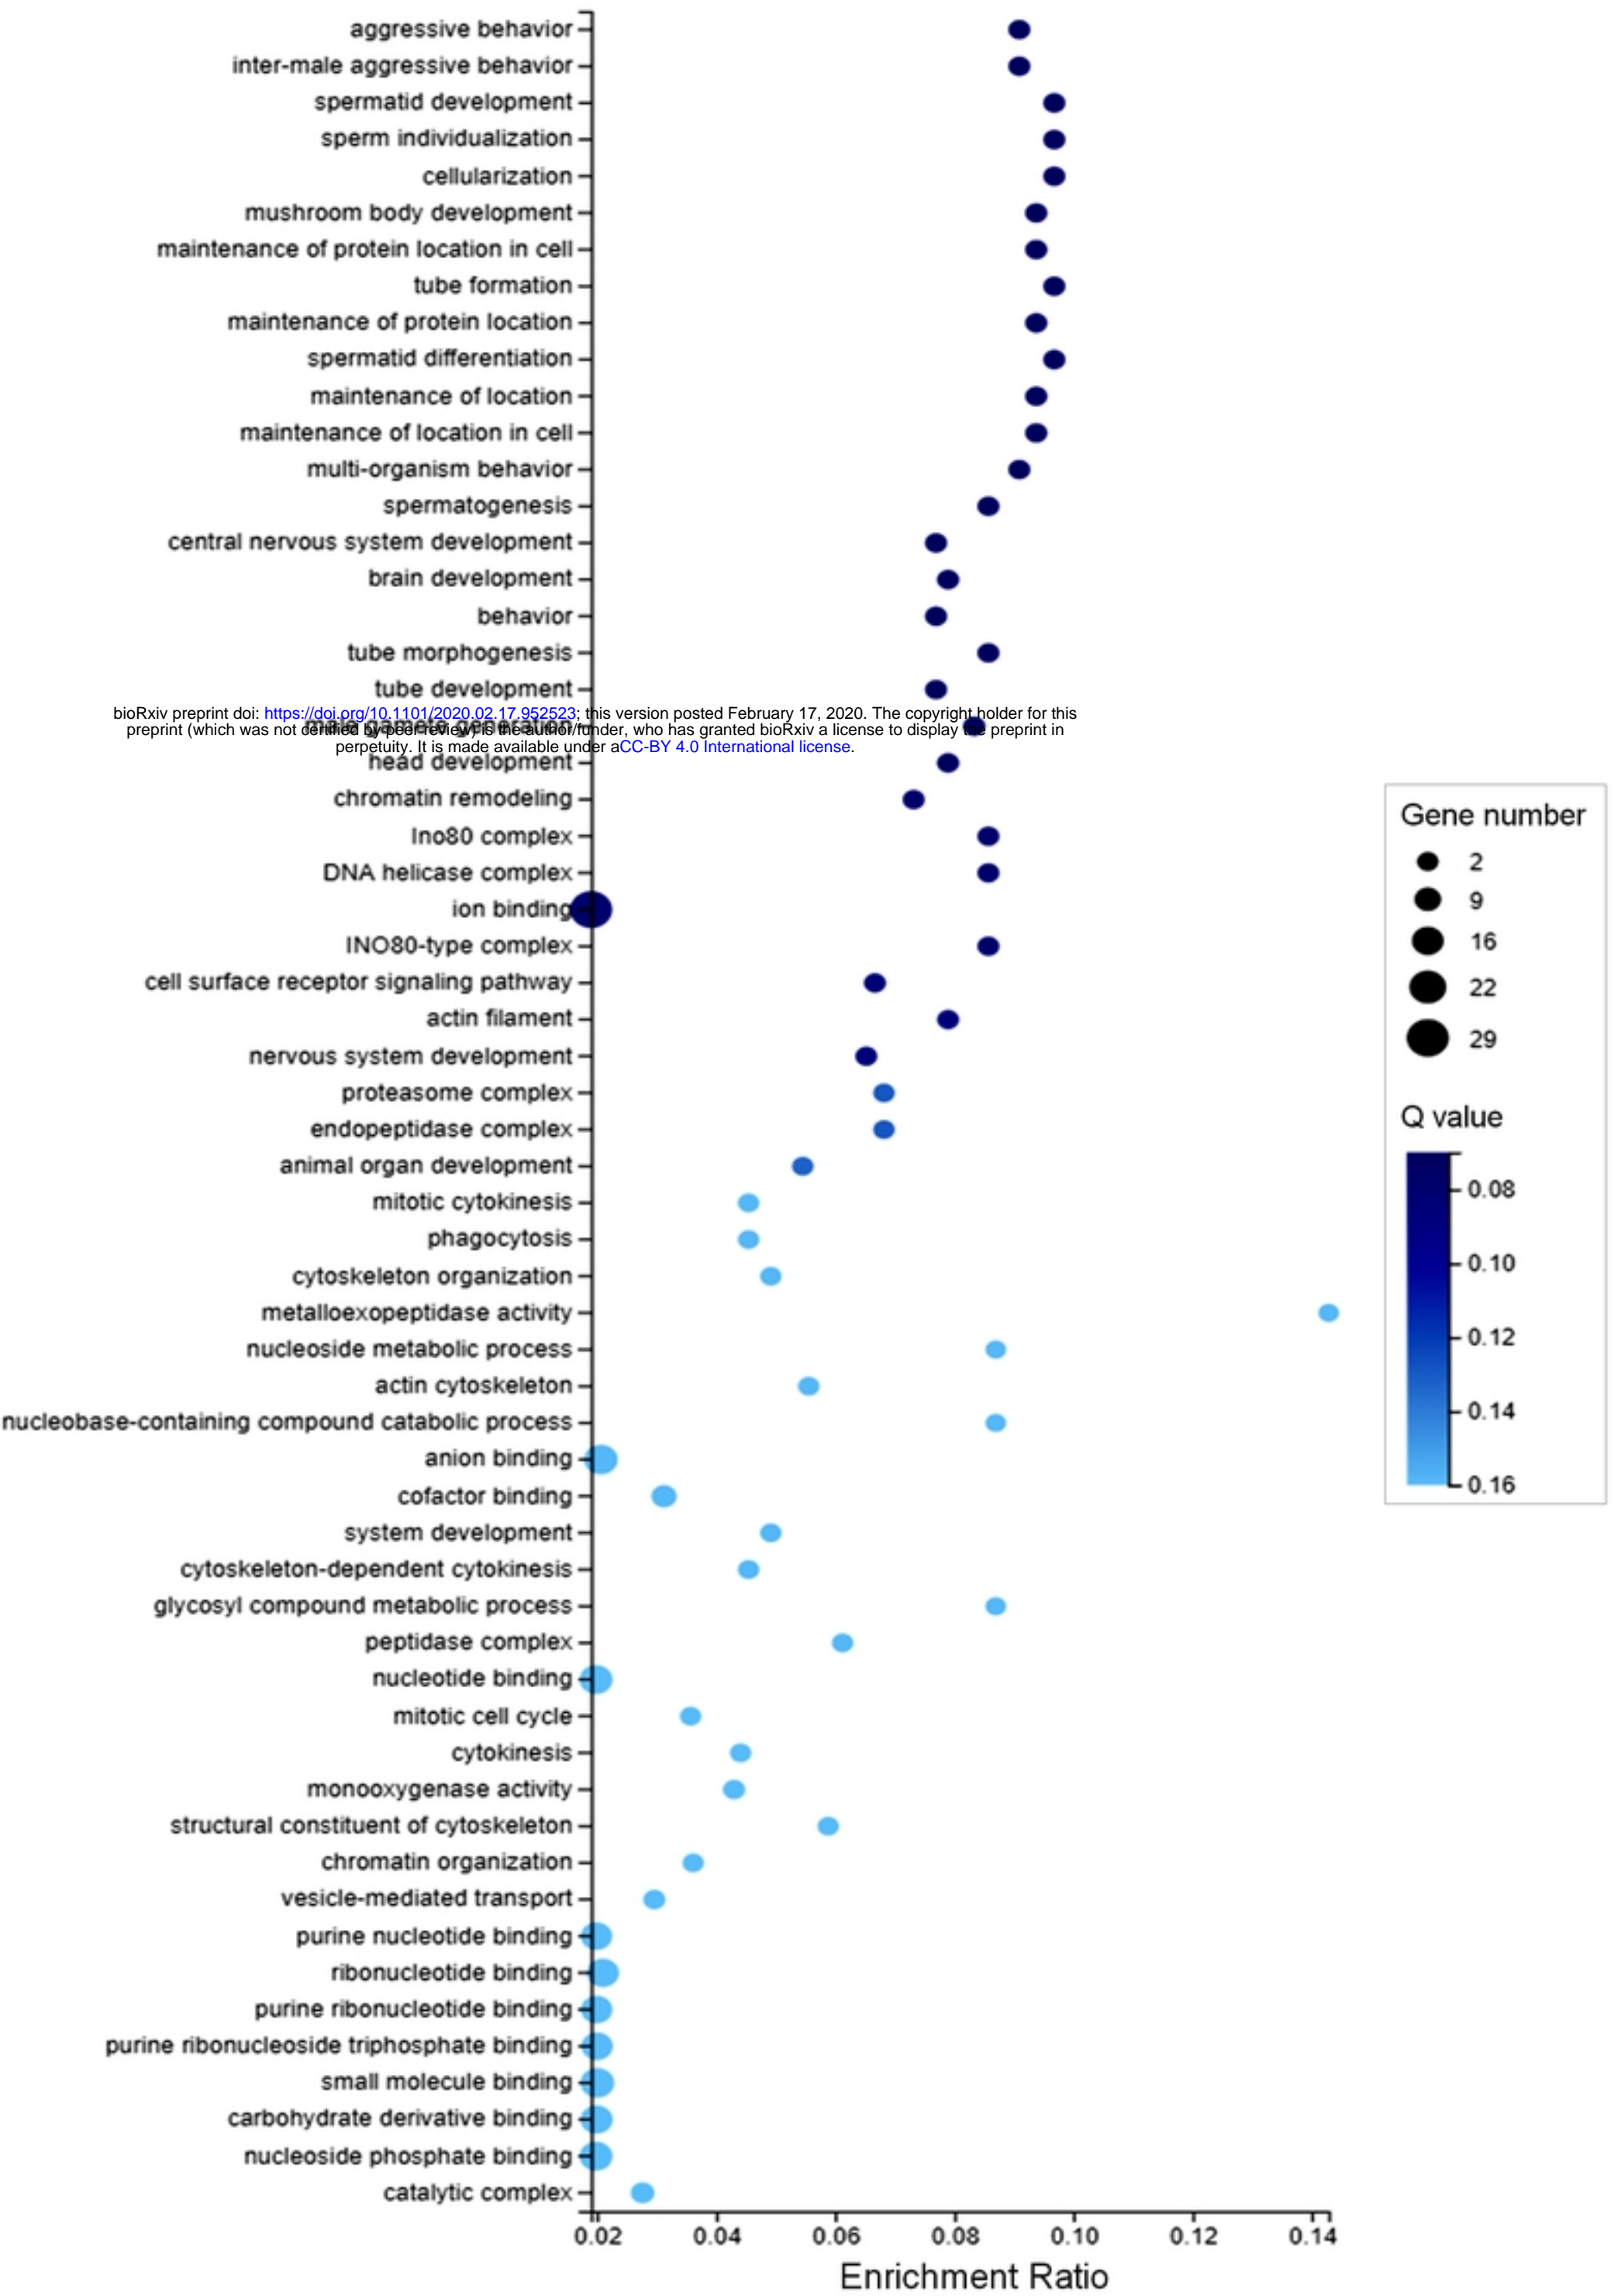 aggressive behavior
inter-male aggressive behavior
spermatid development
sperm individualization
cellularization
mushroom body development
maintenance of protein location in cell
tube formation
maintenance of protein location
spermatid differentiation
maintenance of location
maintenance of location in cell
multi-organism behavior
spermatogenesis
central nervous system development
brain development
behavior
tube morphogenesis
tube development
bioRxiv preprint doi: https://doi.org/10.1101/2020.02.17.952523; this version posted February 17, 2020. The copyright holder for this
male gamete generation
preprint (which was not certified by peer review) is the author/funder, who has granted bioRxiv a license to display the preprint in
perpetuity. It is made available under aCC-BY 4.0 International license.
head development
chromatin remodeling
Ino80 complex
DNA helicase complex
ion binding
INO80-type complex
cell surface receptor signaling pathway
actin filament
nervous system development
proteasome complex
endopeptidase complex
animal organ development
mitotic cytokinesis
phagocytosis
cytoskeleton organization
metalloexopeptidase activity
nucleoside metabolic process
actin cytoskeleton
nucleobase-containing compound catabolic process
anion binding
cofactor binding
system development
cytoskeleton-dependent cytokinesis
glycosyl compound metabolic process
peptidase complex
nucleotide binding
mitotic cell cycle
cytokinesis
monooxygenase activity
structural constituent of cytoskeleton
chromatin organization
vesicle-mediated transport
purine nucleotide binding
ribonucleotide binding
purine ribonucleotide binding
purine ribonucleoside triphosphate binding
small molecule binding
carbohydrate derivative binding
nucleoside phosphate binding
catalytic complex
0.02 0.04 0.06 0.08 0.10 0.12 0.14
Enrichment Ratio
Gene number
2
9
16
22
29
Q value
0.08
0.10
0.12
0.14
0.16